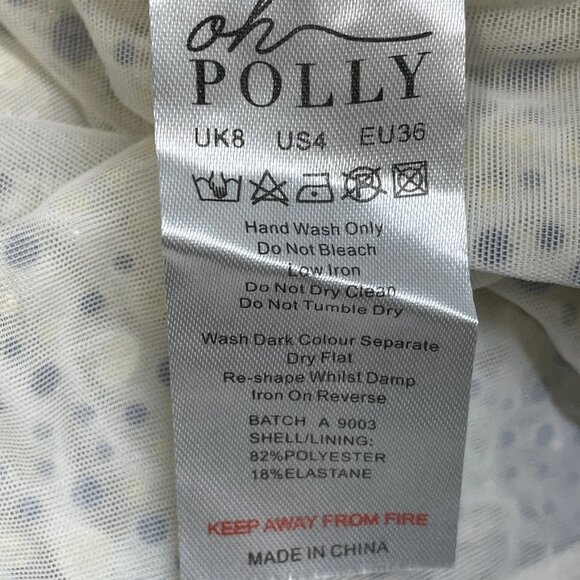 oh
POLLY
UK8 US4 EU36
Hand Wash Only
Do Not Bleach
Low Iron
Do Not Dry Clean
Do Not Tumble Dry
Wash Dark Colour Separate
Dry Flat
Re-shape Whilst Damp
Iron On Reverse
BATCH A 9003
SHELL/LINING:
82%POLYESTER
18%ELASTANE
KEEP AWAY FROM FIRE
MADE IN CHINA